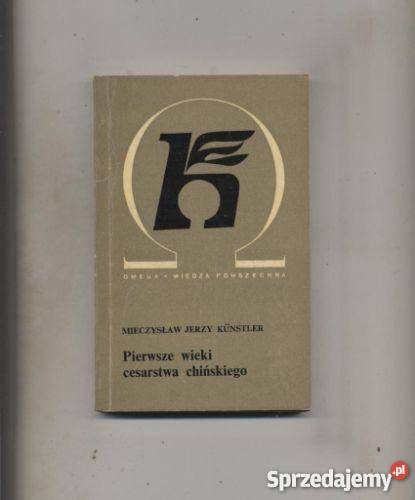 h
OMEGA • WIEDZA POWSZECHNA
MIECZYSŁAW JERZY KÜNSTLER
Pierwsze wieki
cesarstwa chińskiego
Sprzedajemy.pl